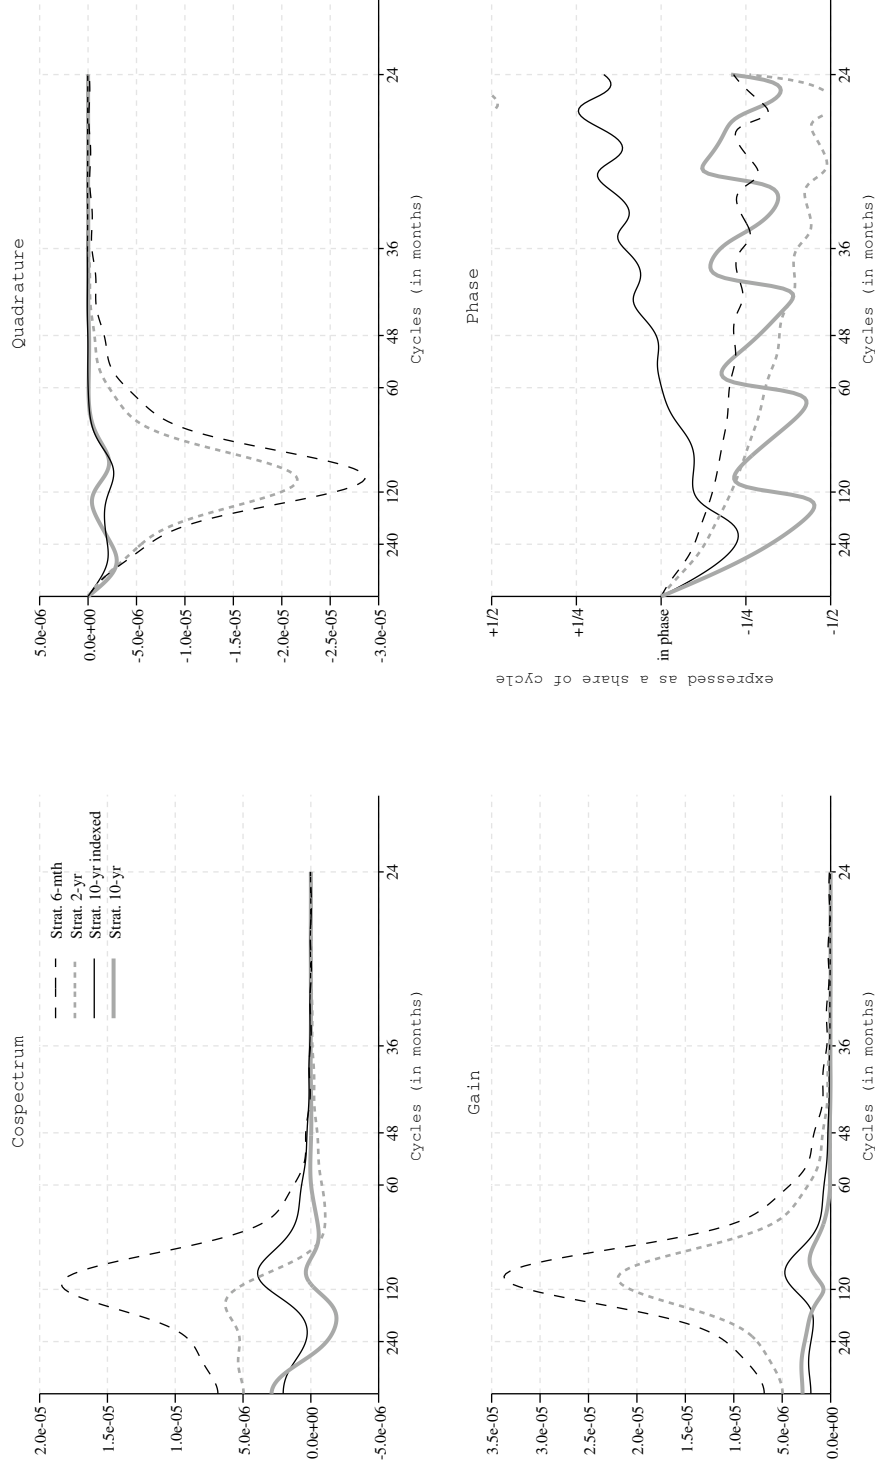 Cospectrum
2.0e-05
1.5e-05
1.0e-05
5.0e-06
0.0e+00
-5.0e-06
240
120
60
48
36
24
Cycles (in months)
Strat. 6-mth
Strat. 2-yr
Strat. 10-yr indexed
Strat. 10-yr
Quadrature
5.0e-06
0.0e+00
-5.0e-06
-1.0e-05
-1.5e-05
-2.0e-05
-2.5e-05
-3.0e-05
240
120
60
48
36
24
Cycles (in months)
Gain
3.5e-05
3.0e-05
2.5e-05
2.0e-05
1.5e-05
1.0e-05
5.0e-06
0.0e+00
240
120
60
48
36
24
Cycles (in months)
Phase
expressed as a share of cycle
+1/2
+1/4
in phase
-1/4
-1/2
240
120
60
48
36
24
Cycles (in months)